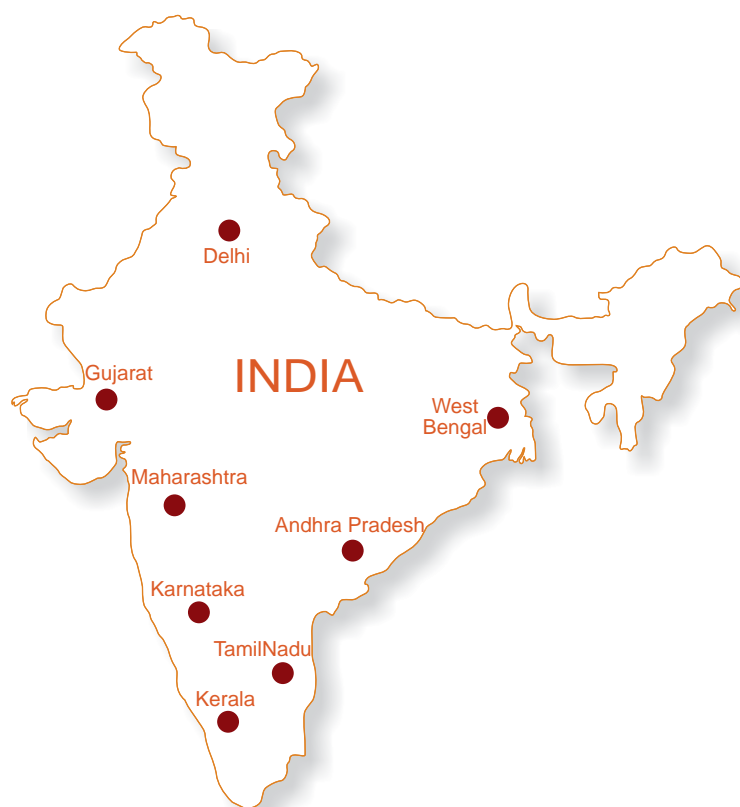 Delhi
INDIA
Gujarat
West
Bengal
Maharashtra
Andhra Pradesh
Karnataka
TamilNadu
Kerala